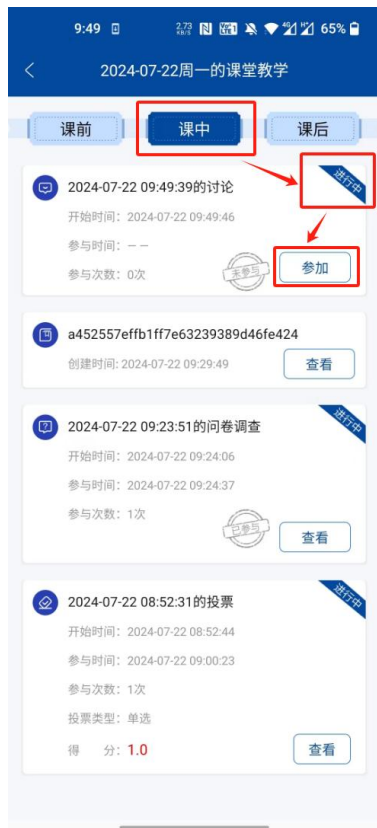 9:49 2.73 KB/S 65%
2024-07-22周一的课堂教学
课前 课中 课后
进行中
2024-07-22 09:49:39的讨论
开始时间：2024-07-22 09:49:46
参与时间：－－
参与次数：0次
未参与
参加
a452557effb1ff7e63239389d46fe424
创建时间: 2024-07-22 09:29:49
查看
进行中
2024-07-22 09:23:51的问卷调查
开始时间：2024-07-22 09:24:06
参与时间：2024-07-22 09:24:37
参与次数：1次
已参与
查看
进行中
2024-07-22 08:52:31的投票
开始时间：2024-07-22 08:52:44
参与时间：2024-07-22 09:00:23
参与次数：1次
投票类型：单选
得 分：1.0
查看